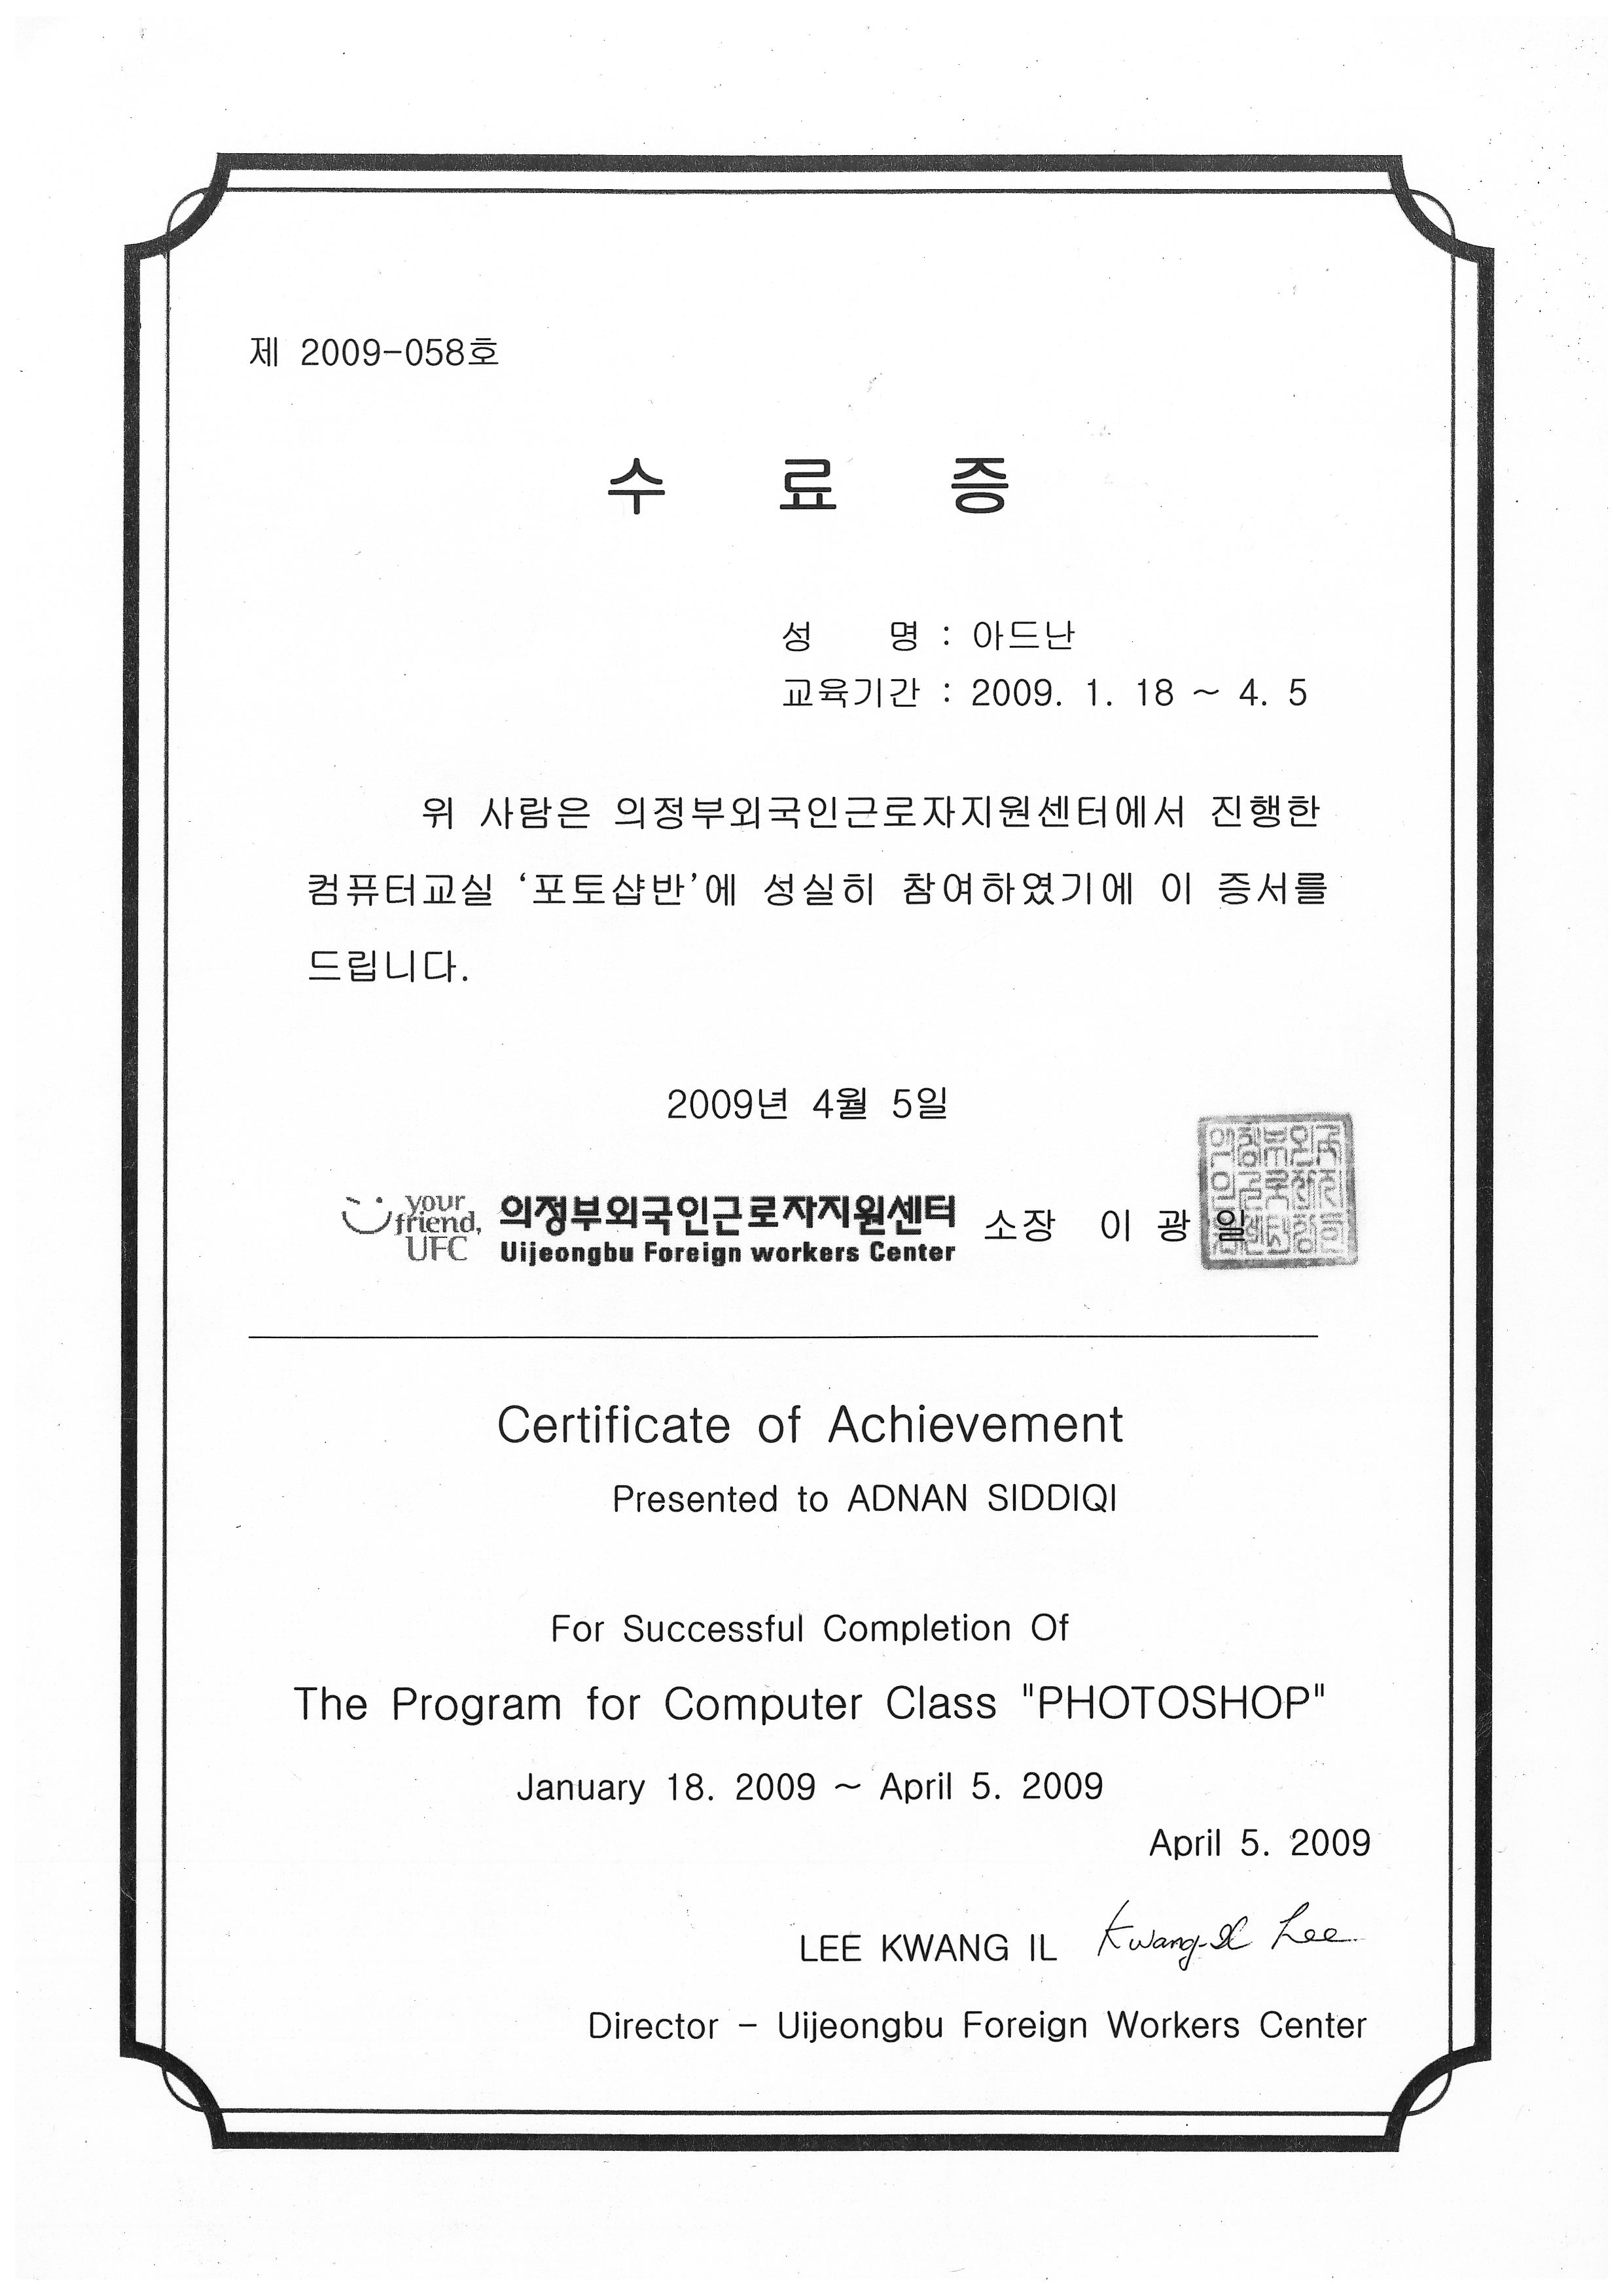 제 2009-058호
수 료 증
성 명 : 아드난
교육기간 : 2009. 1. 18 ~ 4. 5
위 사람은 의정부외국인근로자지원센터에서 진행한
컴퓨터교실 ‘포토샵반’에 성실히 참여하였기에 이 증서를
드립니다.
2009년 4월 5일
your
friend,
UFC
의정부외국인근로자지원센터 소장 이 광 일
Uijeongbu Foreign workers Center
Certificate of Achievement
Presented to ADNAN SIDDIQI
For Successful Completion Of
The Program for Computer Class "PHOTOSHOP"
January 18. 2009 ~ April 5. 2009
April 5. 2009
LEE KWANG IL Kwang-Il Lee
Director - Uijeongbu Foreign Workers Center